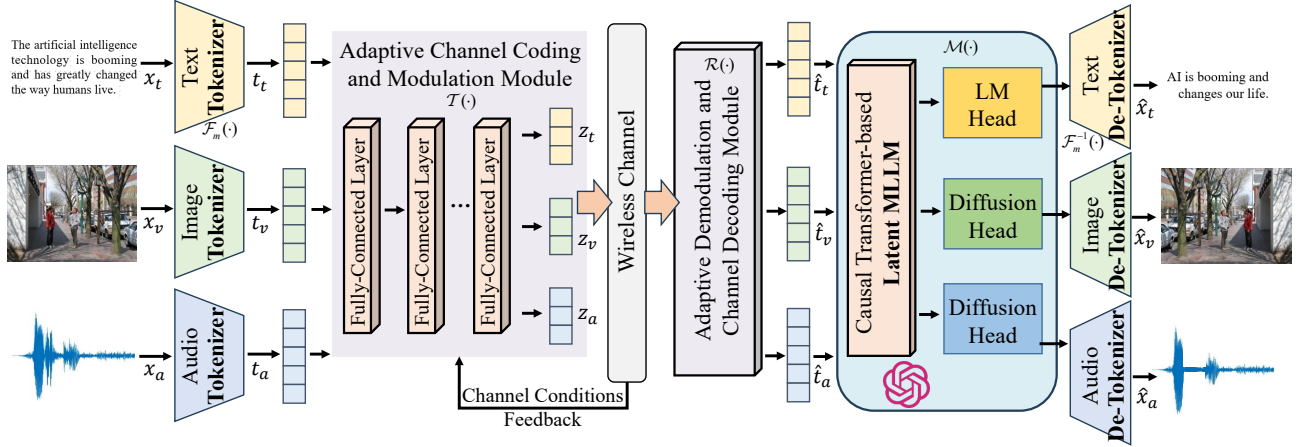 The artificial intelligence
technology is booming
and has greatly changed
the way humans live.
x_t
Text
Tokenizer
F_m(·)
t_t
x_v
Image
Tokenizer
t_v
x_a
Audio
Tokenizer
t_a
Adaptive Channel Coding
and Modulation Module
T(·)
Fully-Connected Layer
Fully-Connected Layer
...
Fully-Connected Layer
z_t
z_v
z_a
Wireless Channel
Channel Conditions
Feedback
R(·)
Adaptive Demodulation and
Channel Decoding Module
t̂_t
t̂_v
t̂_a
M(·)
Causal Transformer-based
Latent MLLM
LM
Head
Diffusion
Head
Diffusion
Head
Text
De-Tokenizer
F_m^{-1}(·)
x̂_t
AI is booming and
changes our life.
Image
De-Tokenizer
x̂_v
Audio
De-Tokenizer
x̂_a